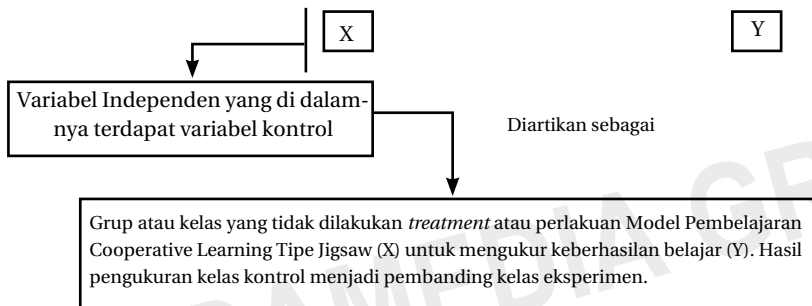 X
Y
Variabel Independen yang di dalam-
nya terdapat variabel kontrol
Diartikan sebagai
Grup atau kelas yang tidak dilakukan treatment atau perlakuan Model Pembelajaran
Cooperative Learning Tipe Jigsaw (X) untuk mengukur keberhasilan belajar (Y). Hasil
pengukuran kelas kontrol menjadi pembanding kelas eksperimen.